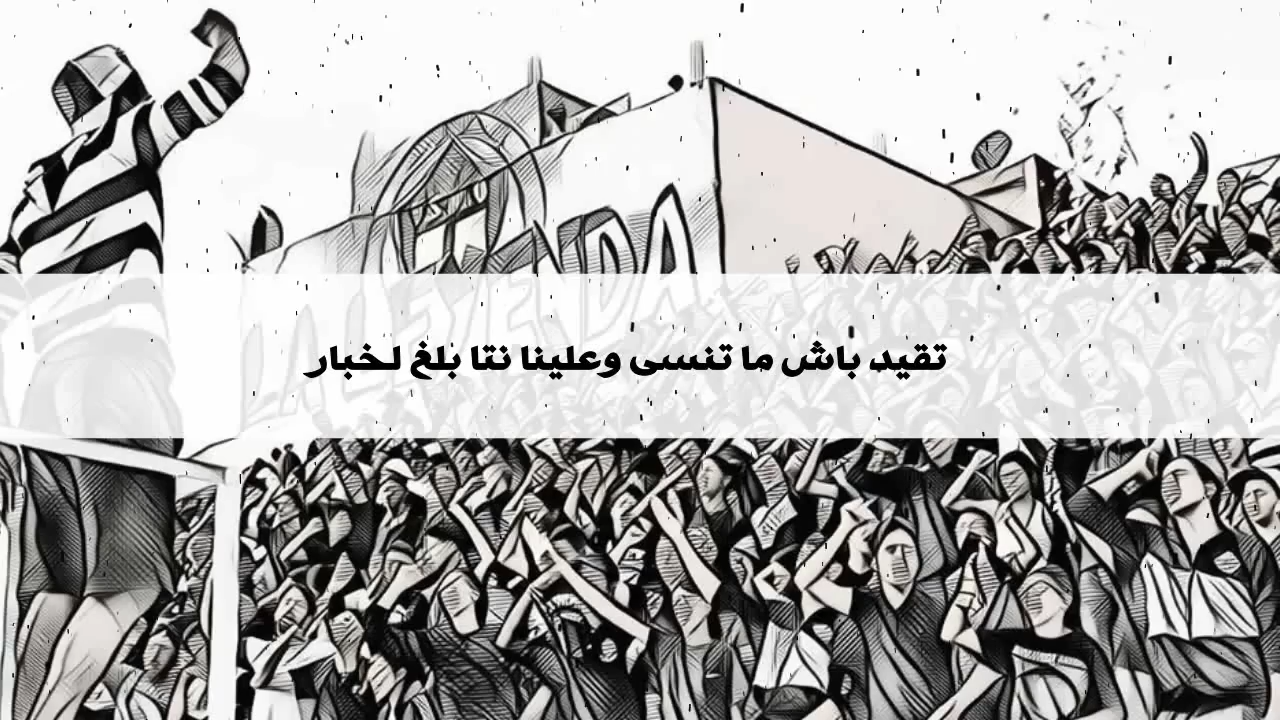 تقيد باش ما تنسى وعلينا نتا بلغ لخبار